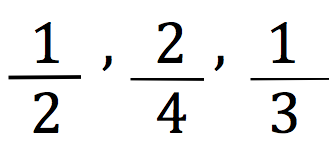 1/2 , 2/4 , 1/3